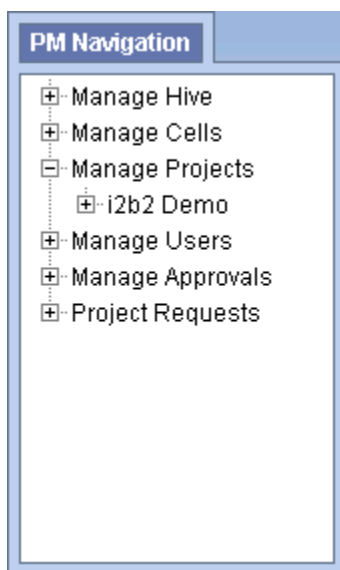 PM Navigation
Manage Hive
Manage Cells
Manage Projects
i2b2 Demo
Manage Users
Manage Approvals
Project Requests